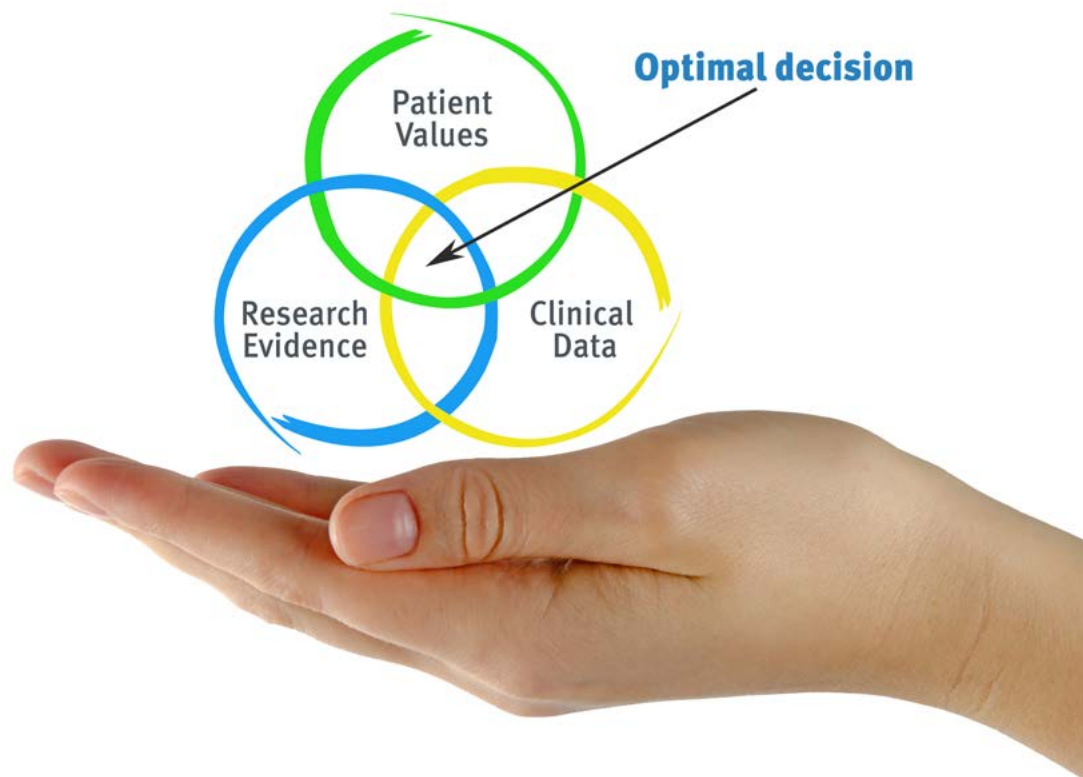 Optimal decision
Patient
Values
Research
Evidence
Clinical
Data